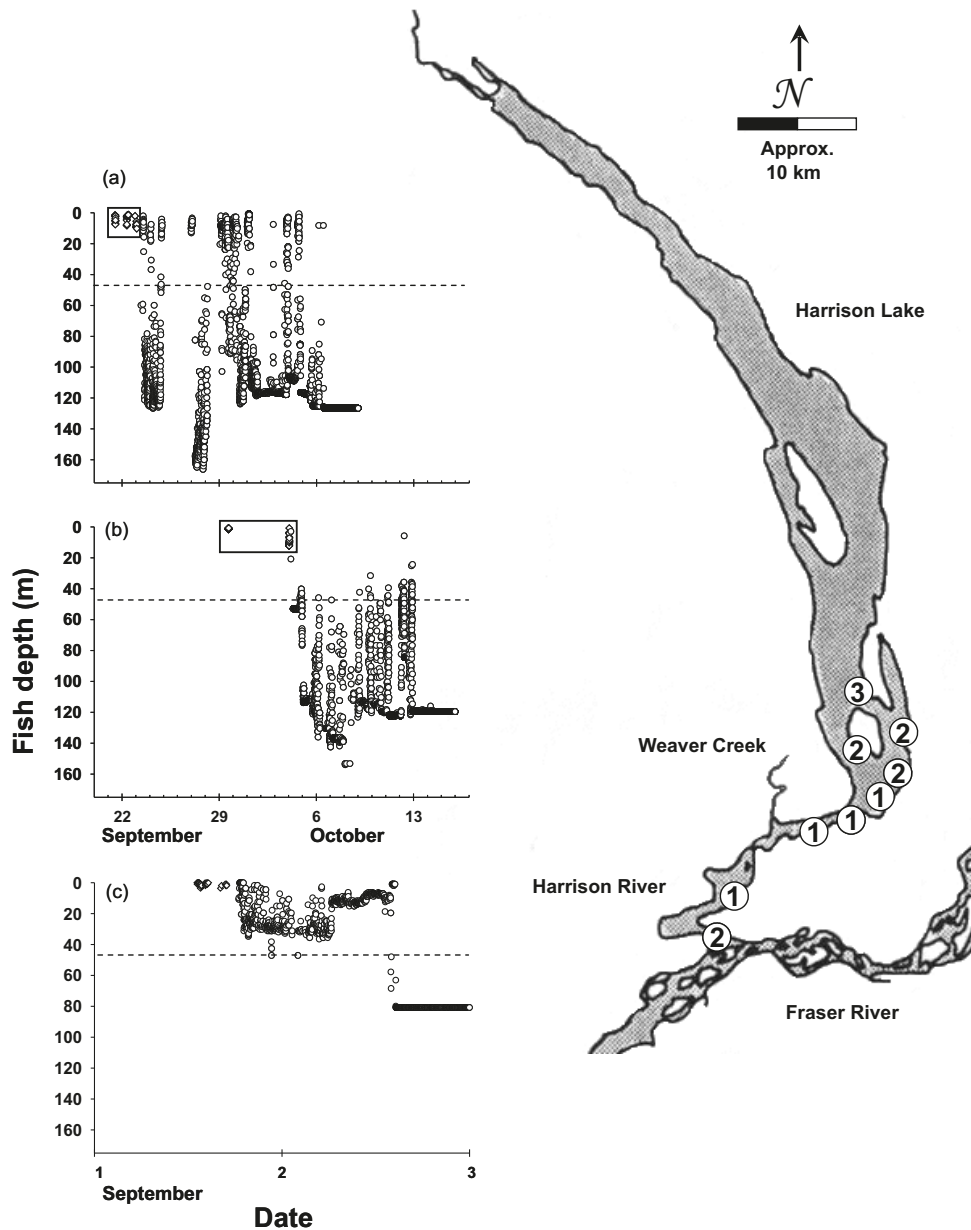 N
Approx.
10 km
(a)
0
20
40
60
80
100
120
140
160
Harrison Lake
(b)
0
20
40
60
80
100
120
140
160
22
29
6
13
September
October
Fish depth (m)
(c)
0
20
40
60
80
100
120
140
160
1
2
3
September
Date
3
2
2
2
Weaver Creek
1
1
1
Harrison River
1
2
Fraser River